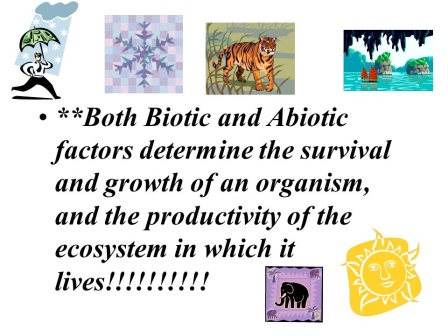 • **Both Biotic and Abiotic
factors determine the survival
and growth of an organism,
and the productivity of the
ecosystem in which it
lives!!!!!!!!!!